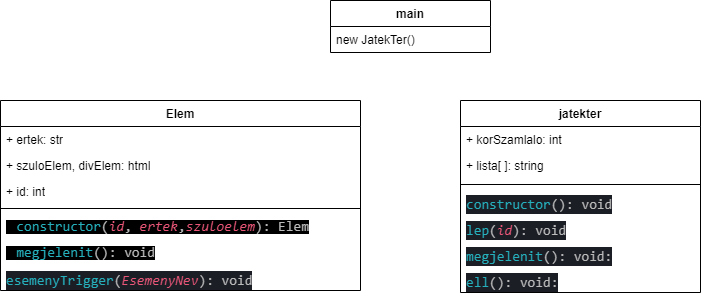 main
new JatekTer()
Elem
+ ertek: str
+ szuloElem, divElem: html
+ id: int
constructor(id, ertek,szuloelem): Elem
megjelenit(): void
esemenyTrigger(EsemenyNev): void
jatekter
+ korSzamlalo: int
+ lista[ ]: string
constructor(): void
lep(id): void
megjelenit(): void:
ell(): void: